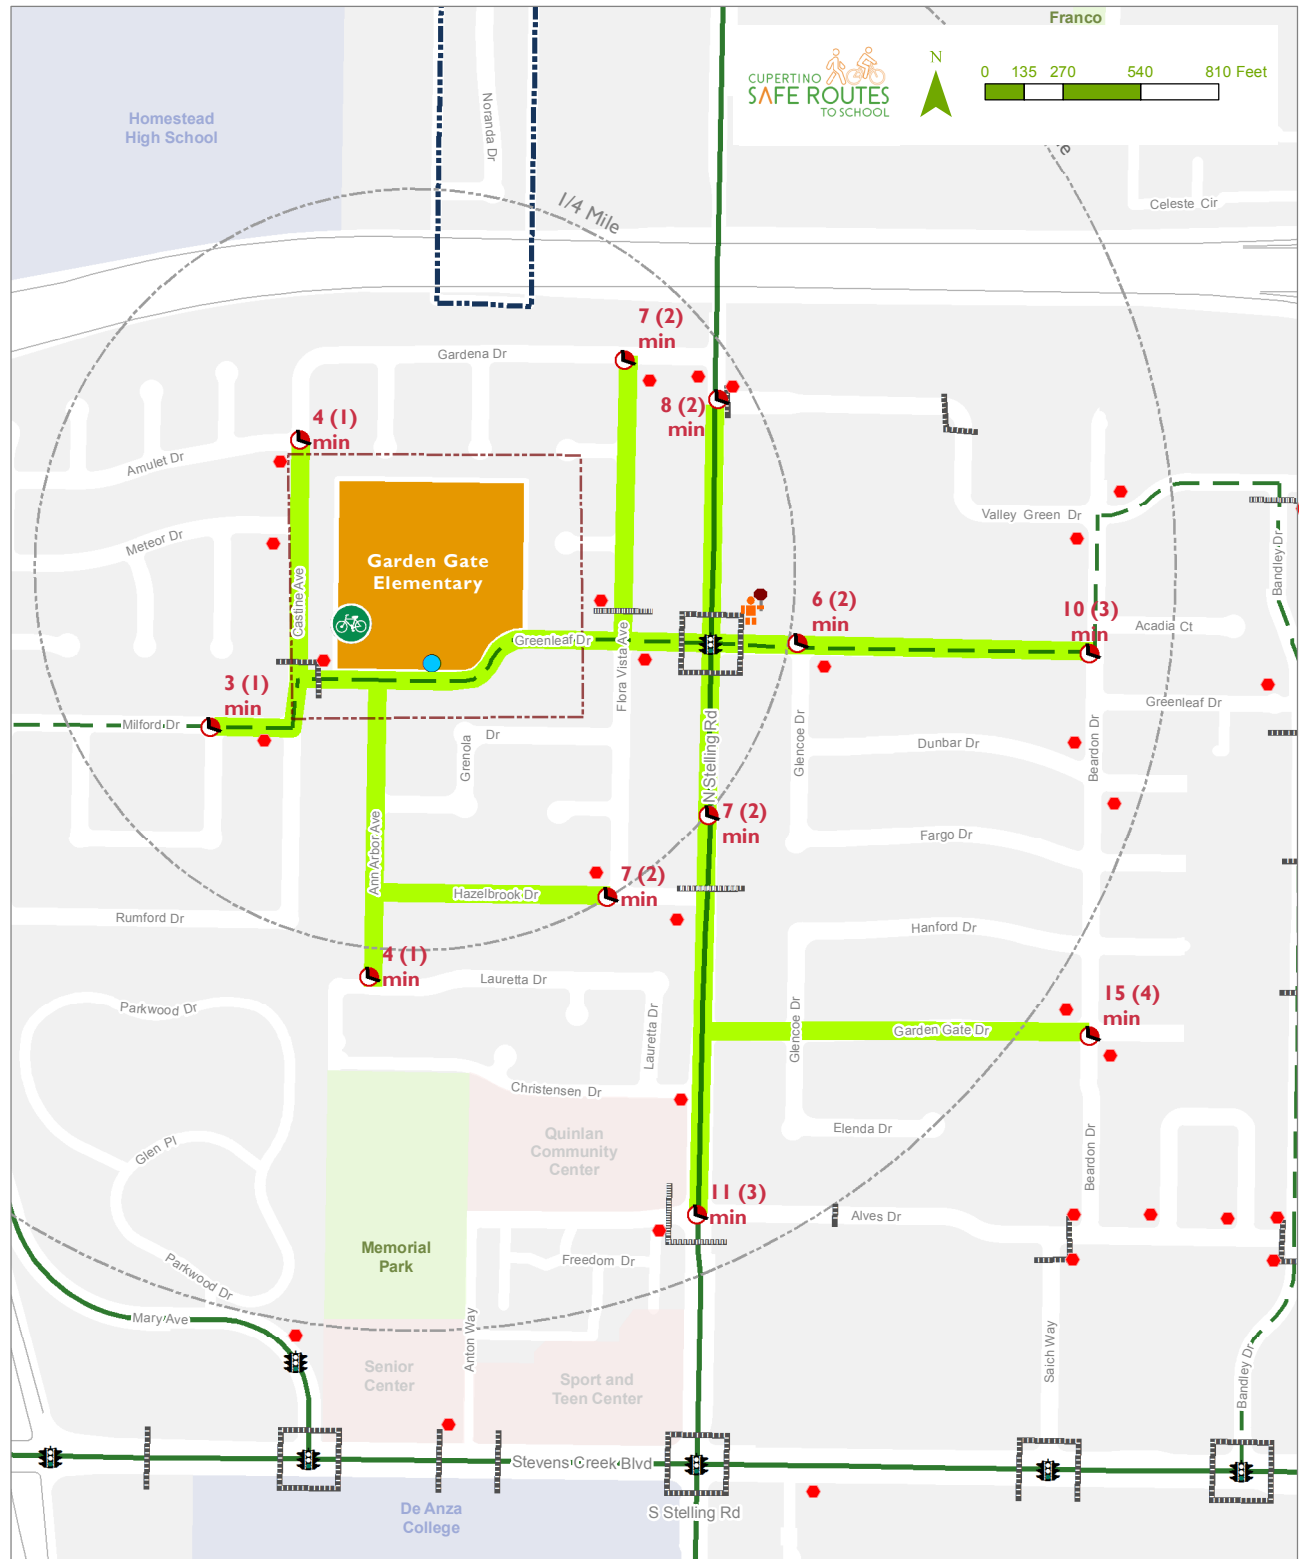 Franco
CUPERTINO
SAFE ROUTES
TO SCHOOL
N
0 135 270 540 810 Feet
Homestead
High School
Noranda Dr
1/4 Mile
Celeste Cir
7 (2)
min
Gardena Dr
8 (2)
min
4 (1)
min
Amulet Dr
Valley Green Dr
Meteor Dr
Bandley Dr
Garden Gate
Elementary
Castine Ave
6 (2)
min
10 (3)
min
Acacia Ct
Greenleaf Dr
Flora Vista Ave
3 (1)
min
Milford Dr
Greenleaf Dr
Grenola
Dr
N Stelling Rd
Glencoe Dr
Dunbar Dr
Beardon Dr
7 (2)
min
Fargo Dr
Ann Arbor Ave
7 (2)
min
Hazelbrook Dr
Rumford Dr
Hanford Dr
4 (1)
min
Lauretta Dr
15 (4)
min
Parkwood Dr
Lauretta Dr
Glencoe Dr
Garden Gate Dr
Christensen Dr
Elenda Dr
Quinlan
Community
Center
Glen Pl
Beardon Dr
11 (3)
min
Alves Dr
Memorial
Park
Freedom Dr
Parkwood Dr
Mary Ave
Anton Way
Saich Way
Bandley Dr
Senior
Center
Sport and
Teen Center
Stevens Creek Blvd
De Anza
College
S Stelling Rd